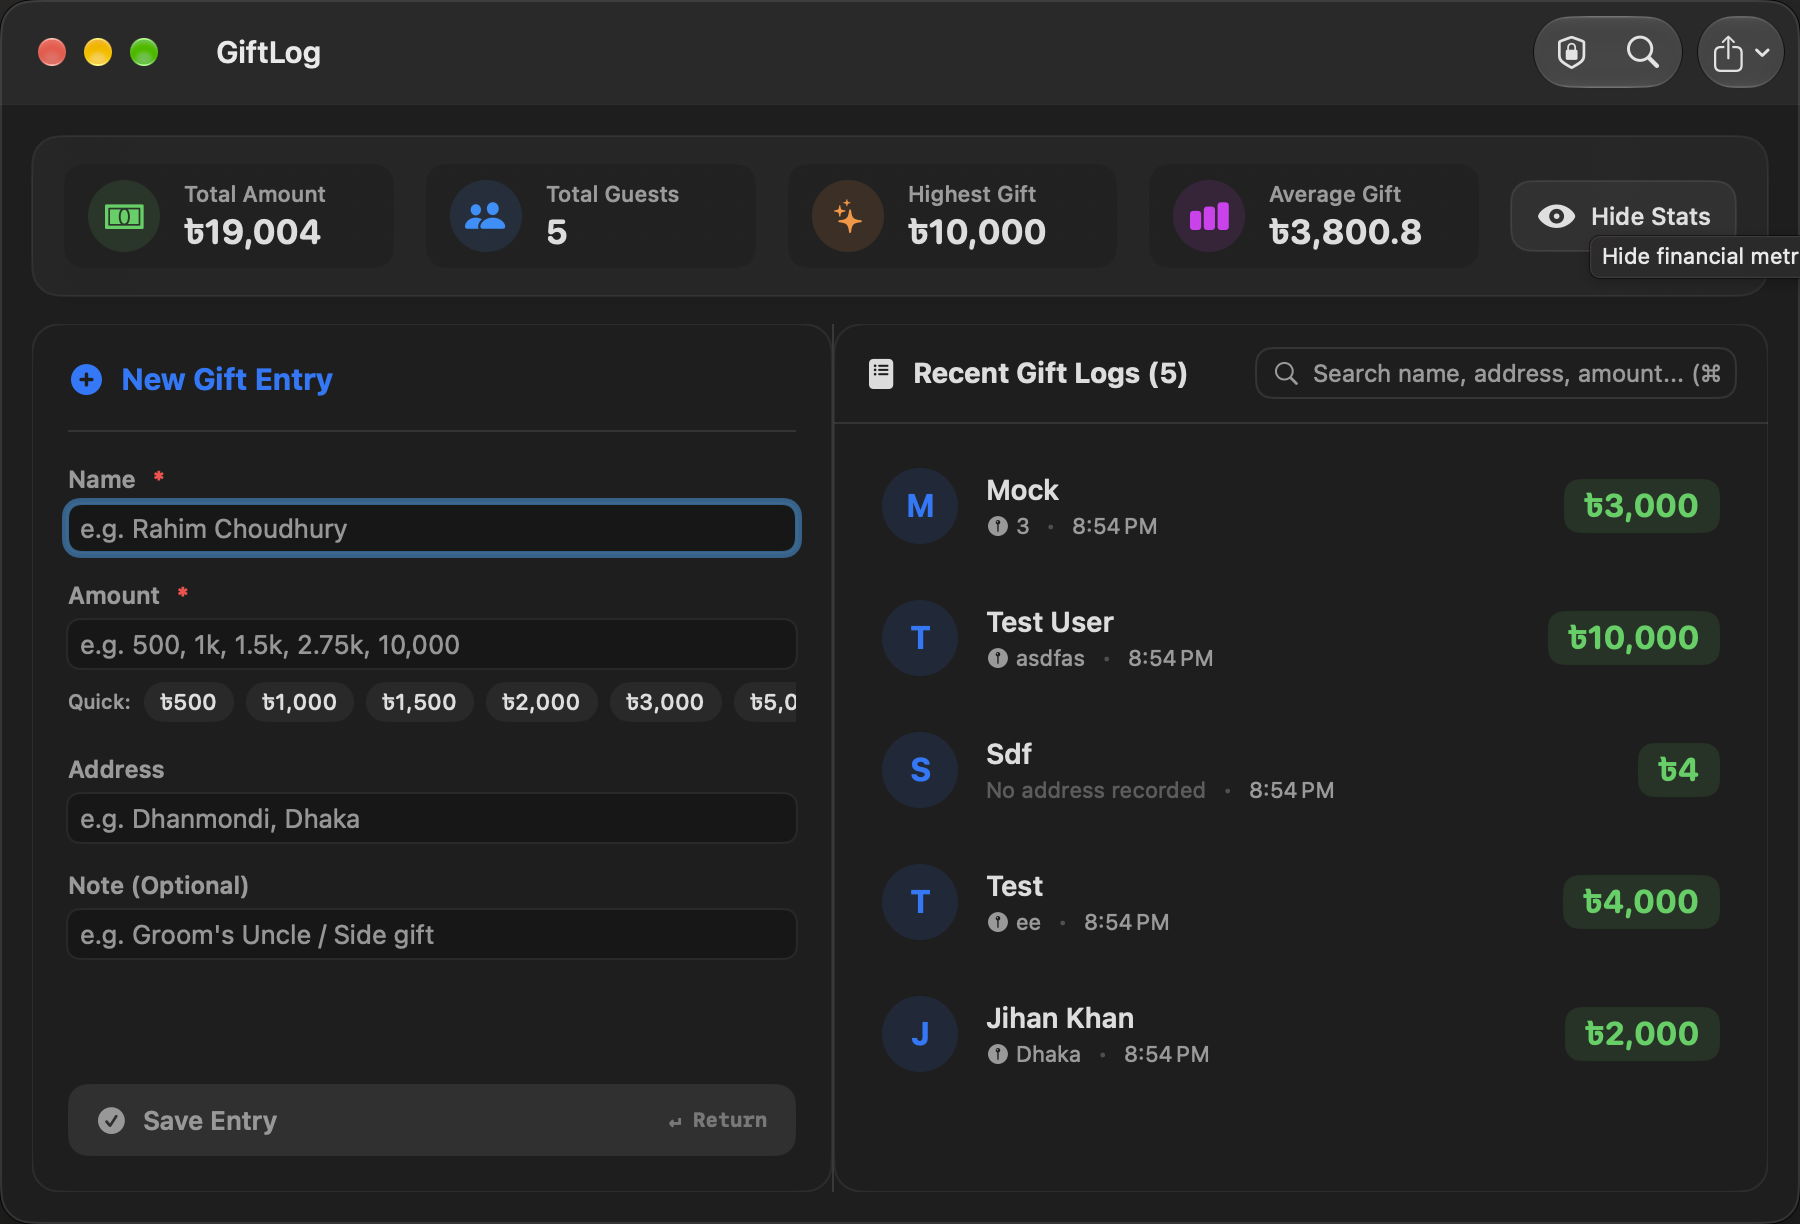 GiftLog
Total Amount
৳19,004
Total Guests
5
Highest Gift
৳10,000
Average Gift
৳3,800.8
Hide Stats
Hide financial metr
New Gift Entry
Name *
e.g. Rahim Choudhury
Amount *
e.g. 500, 1k, 1.5k, 2.75k, 10,000
Quick: ৳500 ৳1,000 ৳1,500 ৳2,000 ৳3,000 ৳5,0
Address
e.g. Dhanmondi, Dhaka
Note (Optional)
e.g. Groom's Uncle / Side gift
Save Entry ↵ Return
Recent Gift Logs (5)
Search name, address, amount... (⌘
M
Mock
3 • 8:54 PM
৳3,000
T
Test User
asdfas • 8:54 PM
৳10,000
S
Sdf
No address recorded • 8:54 PM
৳4
T
Test
ee • 8:54 PM
৳4,000
J
Jihan Khan
Dhaka • 8:54 PM
৳2,000